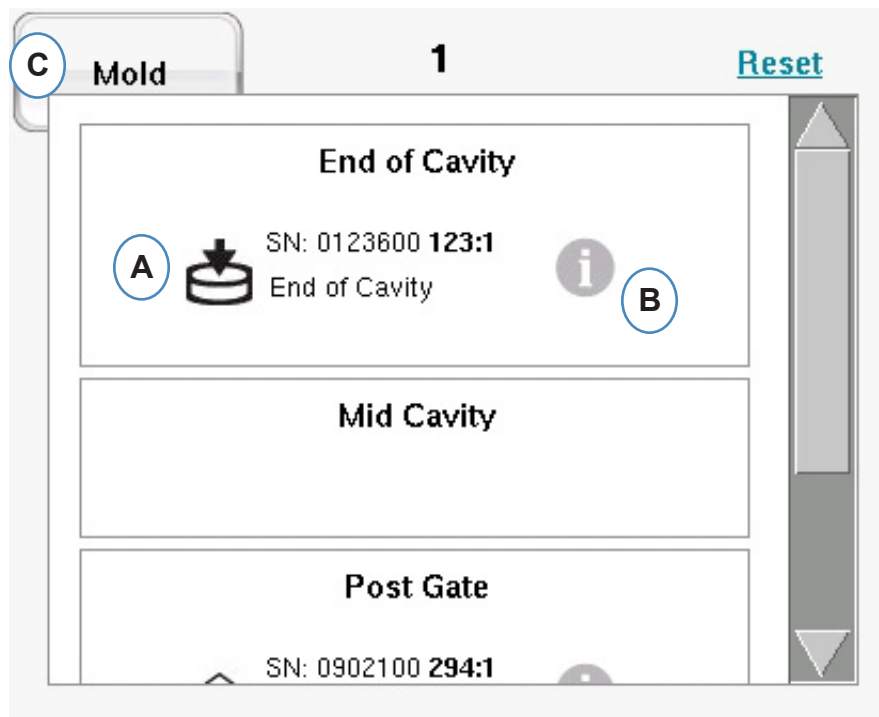 C Mold 1 Reset
End of Cavity
SN: 0123600 123:1
A
i
End of Cavity
B
Mid Cavity
Post Gate
SN: 0902100 294:1
i